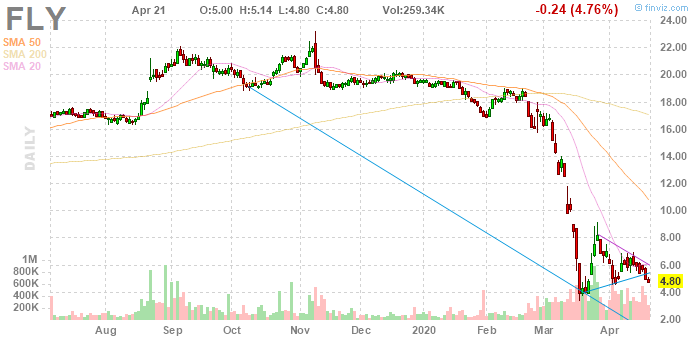 FLY Apr 21 O:5.00 H:5.14 L:4.80 C:4.80 Vol:259.34K -0.24 (4.76%) © finviz.com
SMA 50
SMA 200
SMA 20
24.00
22.00
20.00
18.00
16.00
14.00
12.00
10.00
8.00
6.00
4.80
4.00
2.00
DAILY
1M
800K
600K
400K
200K
Aug Sep Oct Nov Dec 2020 Feb Mar Apr